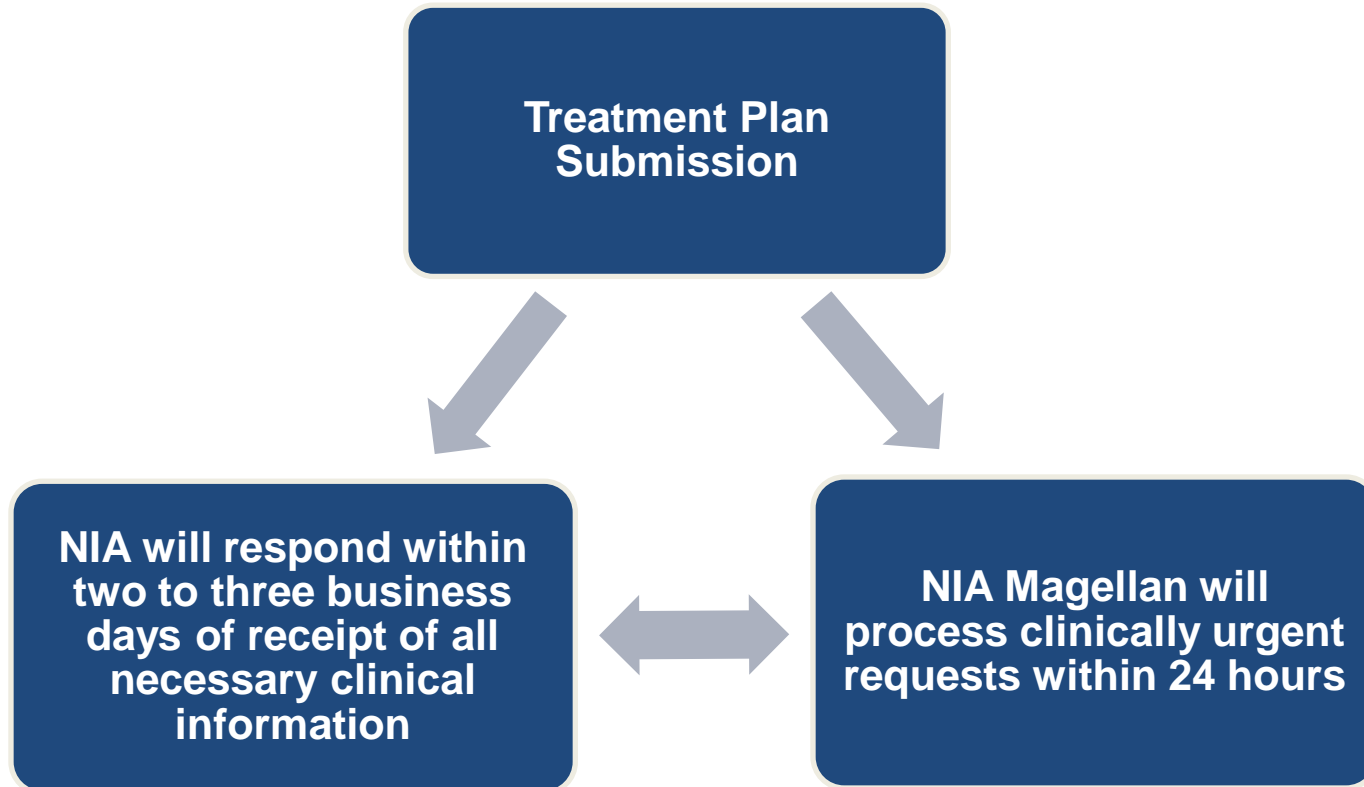 Treatment Plan
Submission
NIA will respond within
two to three business
days of receipt of all
necessary clinical
information
NIA Magellan will
process clinically urgent
requests within 24 hours